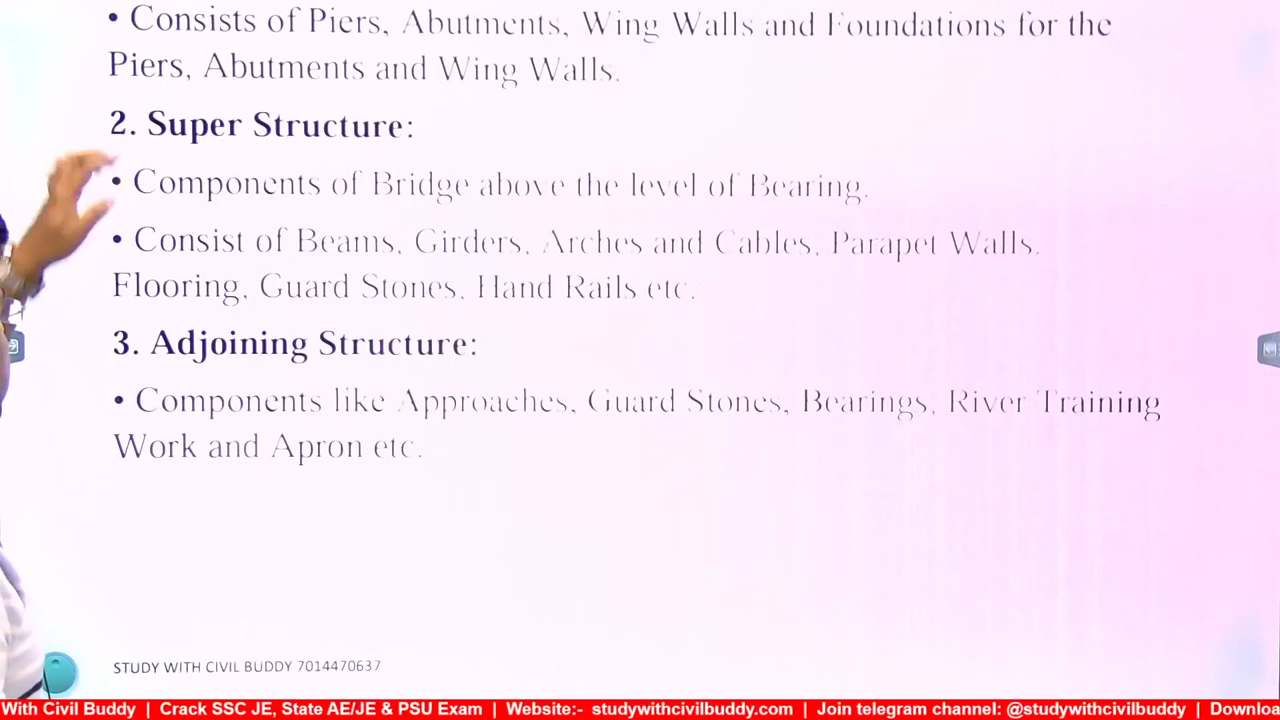 • Consists of Piers, Abutments, Wing Walls and Foundations for the
Piers, Abutments and Wing Walls.
2. Super Structure:
• Components of Bridge above the level of Bearing.
• Consist of Beams, Girders, Arches and Cables, Parapet Walls.
Flooring, Guard Stones, Hand Rails etc.
3. Adjoining Structure:
• Components like Approaches, Guard Stones, Bearings, River Training
Work and Apron etc.
STUDY WITH CIVIL BUDDY 7014470637
With Civil Buddy | Crack SSC JE, State AE/JE & PSU Exam | Website:- studywithcivilbuddy.com | Join telegram channel: @studywithcivilbuddy | Downloa